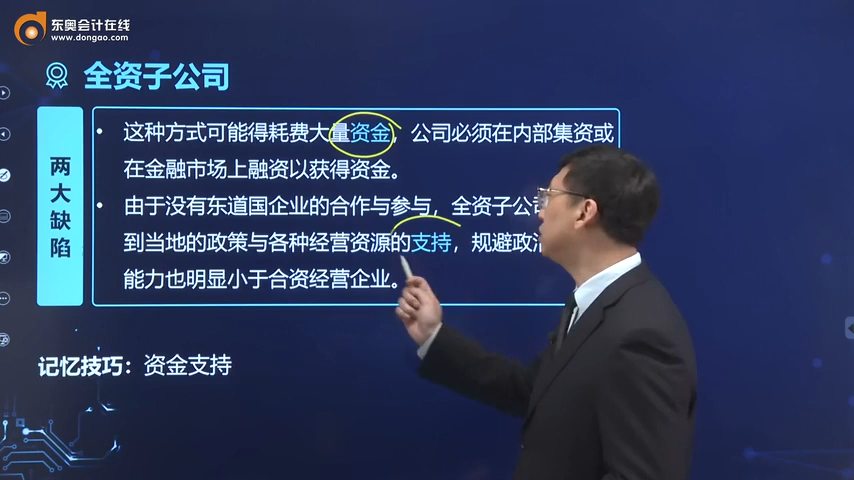 东奥会计在线
www.dongao.com
全资子公司
两大缺陷
• 这种方式可能得耗费大量资金，公司必须在内部集资或
在金融市场上融资以获得资金。
• 由于没有东道国企业的合作与参与，全资子公司
到当地的政策与各种经营资源的支持，规避政治
能力也明显小于合资经营企业。
记忆技巧：资金支持